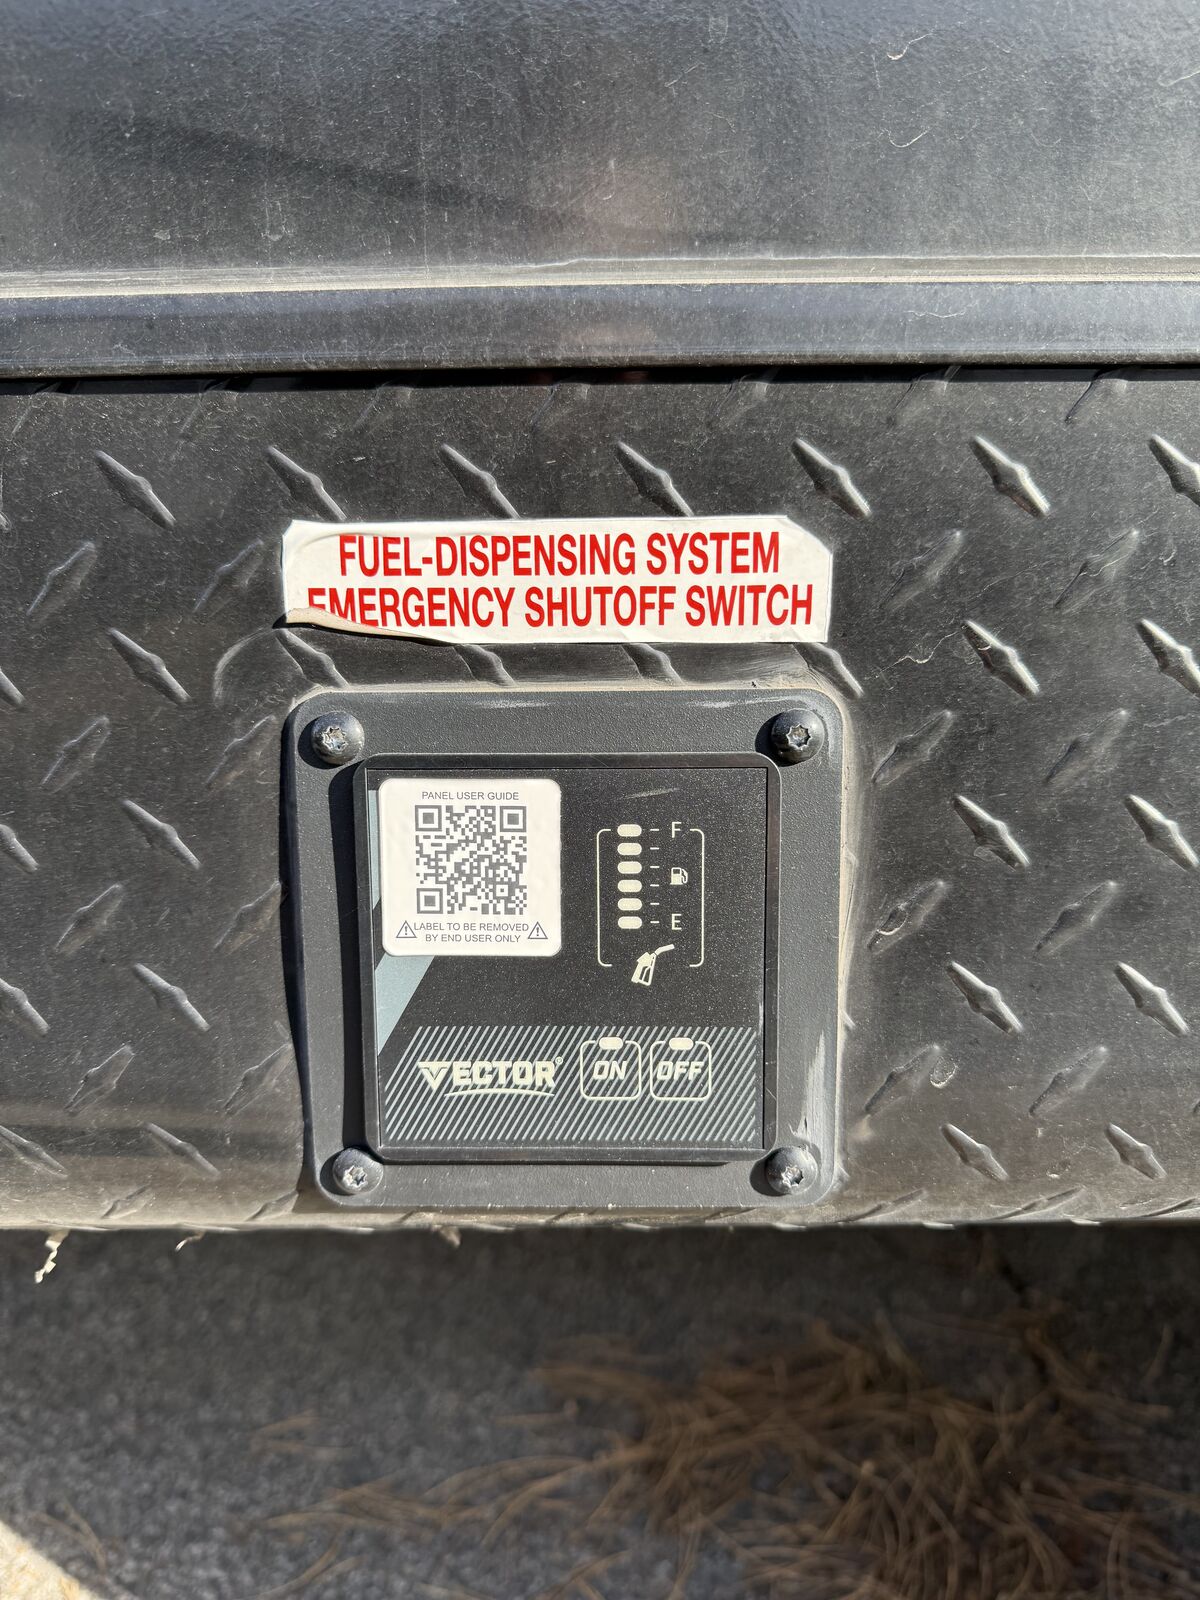 FUEL-DISPENSING SYSTEM
EMERGENCY SHUTOFF SWITCH
PANEL USER GUIDE
LABEL TO BE REMOVED
BY END USER ONLY
F
E
VECTOR®
ON
OFF